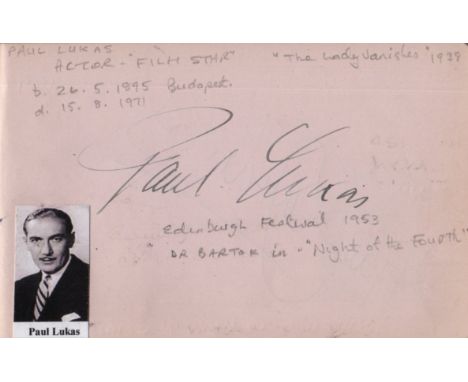 PAUL LUKAS
ACTOR - "FILM STAR"
"The Lady Vanishes" 1938
b. 26.5.1895 Budapest.
d. 15.8.1971
Paul Lukas
Edinburgh Festival 1953
DR BARTOK in "Night of the Fourth"
Paul Lukas